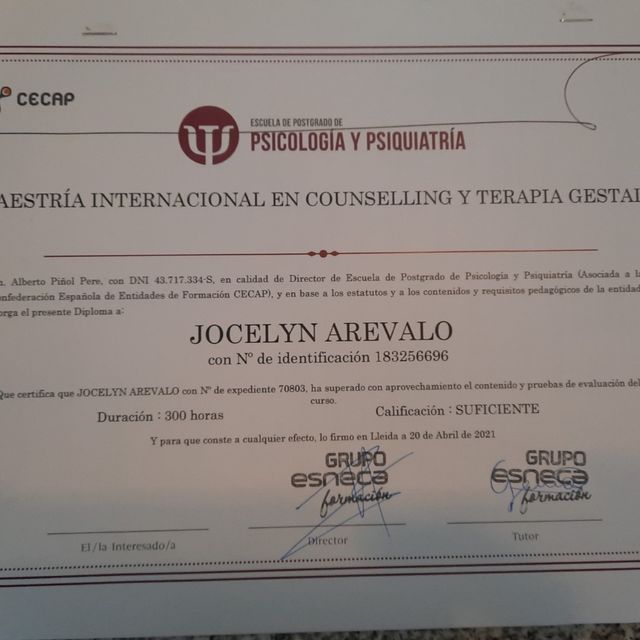 CECAP
ESCUELA DE POSTGRADO DE
PSICOLOGÍA Y PSIQUIATRÍA
AESTRÍA INTERNACIONAL EN COUNSELLING Y TERAPIA GESTAL
n. Alberto Piñol Pere, con DNI 43.717.334-S, en calidad de Director de Escuela de Postgrado de Psicología y Psiquiatría (Asociada a la
onfederación Española de Entidades de Formación CECAP), y en base a los estatutos y a los contenidos y requisitos pedagógicos de la entidad
orga el presente Diploma a:
JOCELYN AREVALO
con Nº de identificación 183256696
Que certifica que JOCELYN AREVALO con Nº de expediente 70803, ha superado con aprovechamiento el contenido y pruebas de evaluación del
curso.
Duración : 300 horas Calificación : SUFICIENTE
Y para que conste a cualquier efecto, lo firmo en Lleida a 20 de Abril de 2021
GRUPO GRUPO
esneca esneca
formación formación
El/la Interesado/a Director Tutor